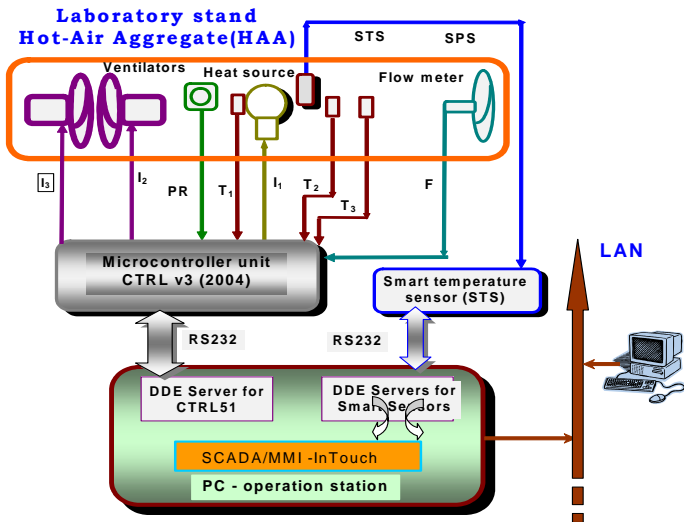 Laboratory stand
Hot-Air Aggregate(HAA)
STS
SPS
Ventilators
Heat source
Flow meter
I3
I2
PR
T1
I1
T2
T3
F
Microcontroller unit
CTRL v3 (2004)
Smart temperature
sensor (STS)
LAN
RS232
RS232
DDE Server for
CTRL51
DDE Servers for
Smart Sensors
SCADA/MMI -InTouch
PC - operation station